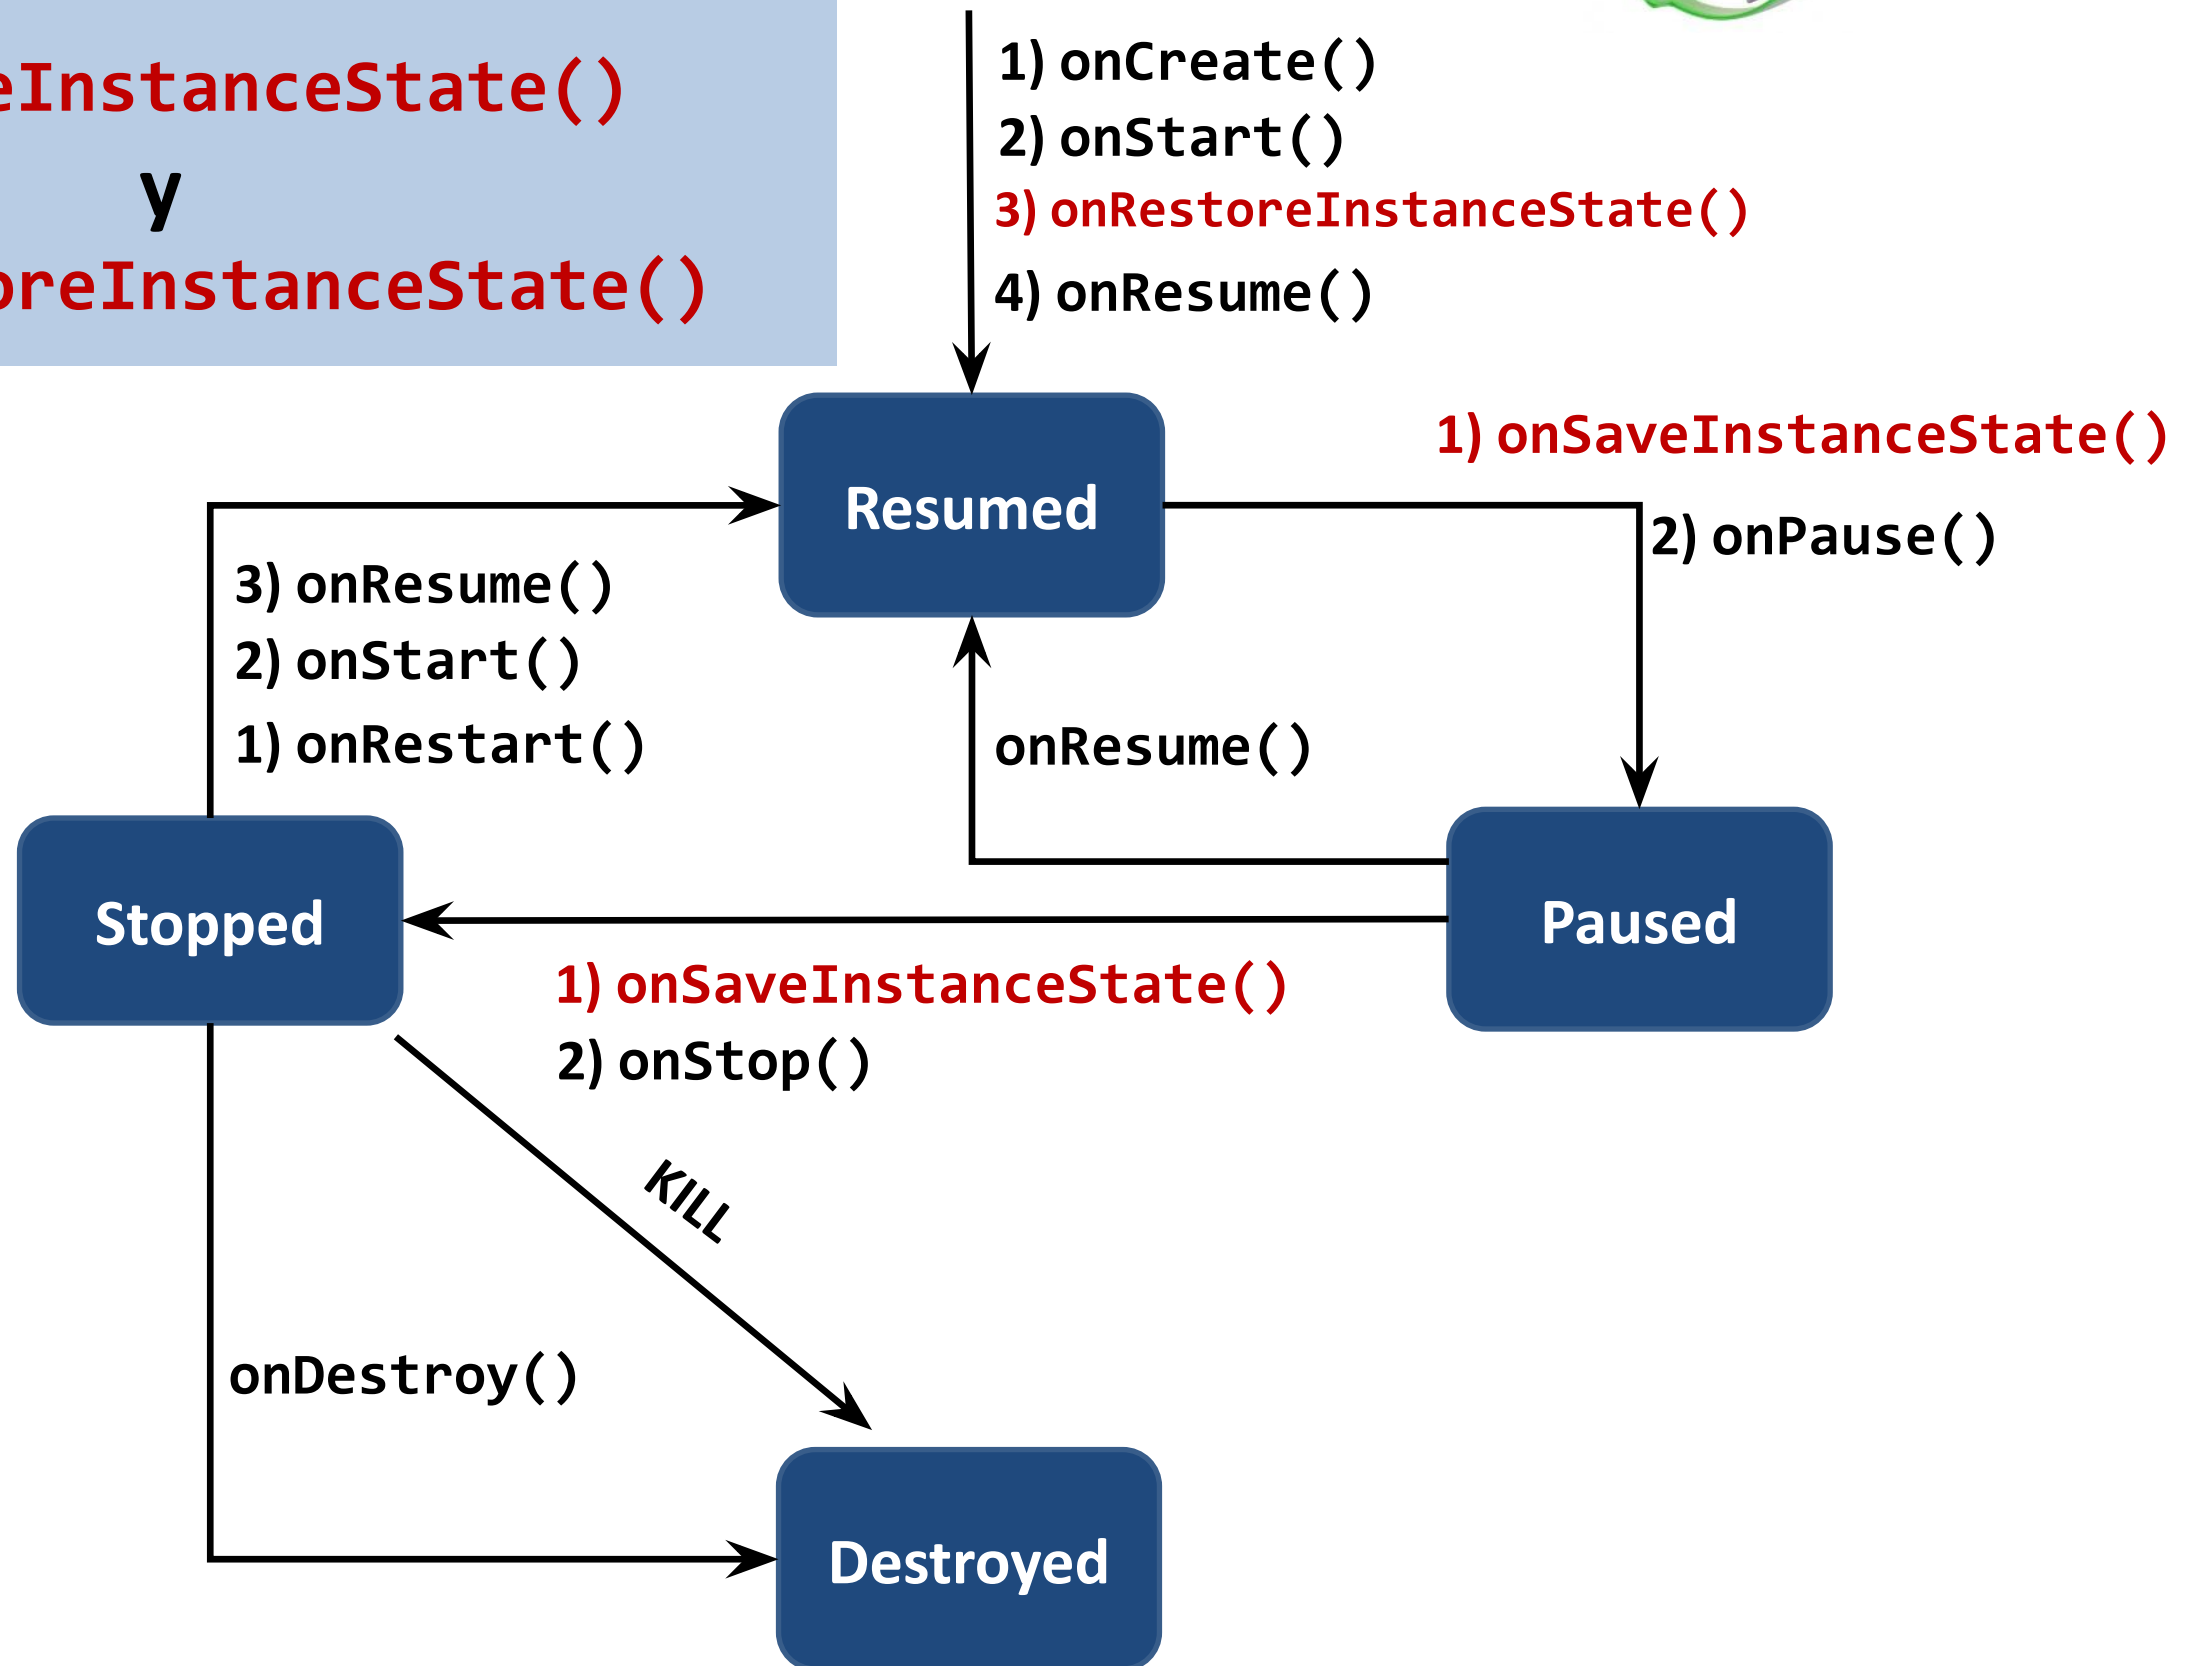 eInstanceState()
y
oreInstanceState()
1) onCreate()
2) onStart()
3) onRestoreInstanceState()
4) onResume()
Resumed
1) onSaveInstanceState()
2) onPause()
3) onResume()
2) onStart()
1) onRestart()
onResume()
Stopped
Paused
1) onSaveInstanceState()
2) onStop()
KILL
onDestroy()
Destroyed